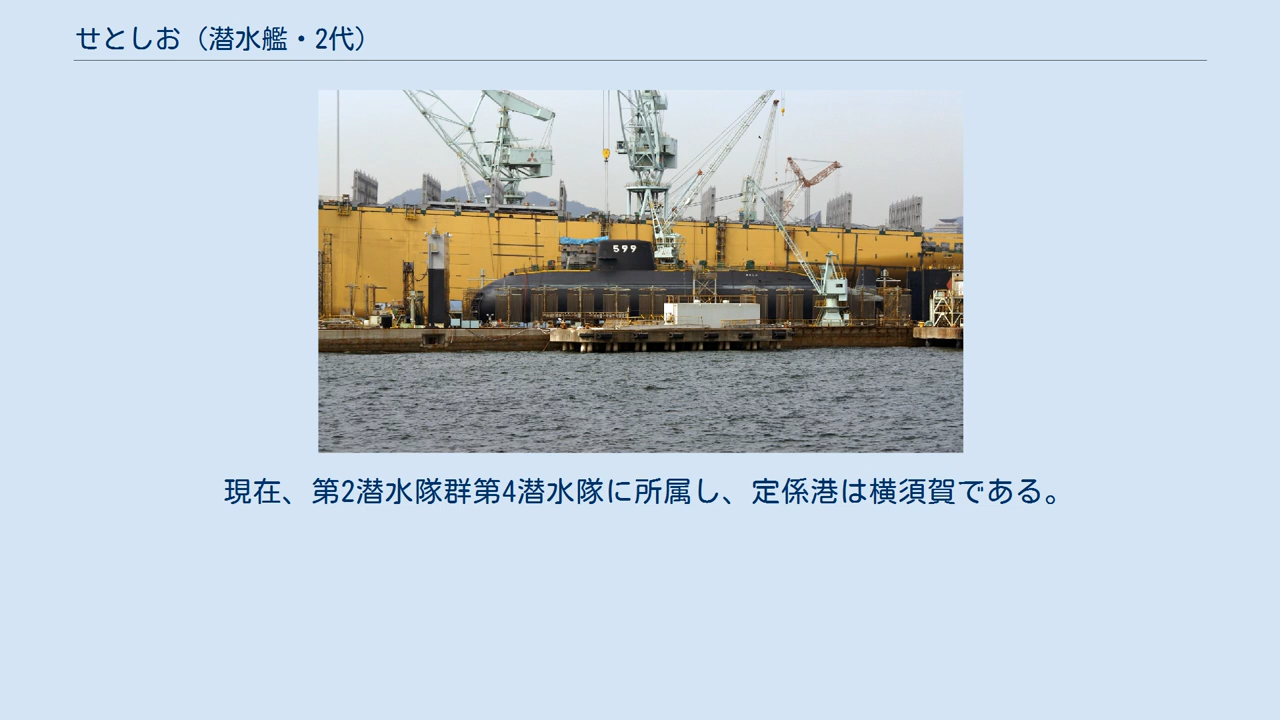 せとしお（潜水艦・2代）
599
現在、第2潜水隊群第4潜水隊に所属し、定係港は横須賀である。